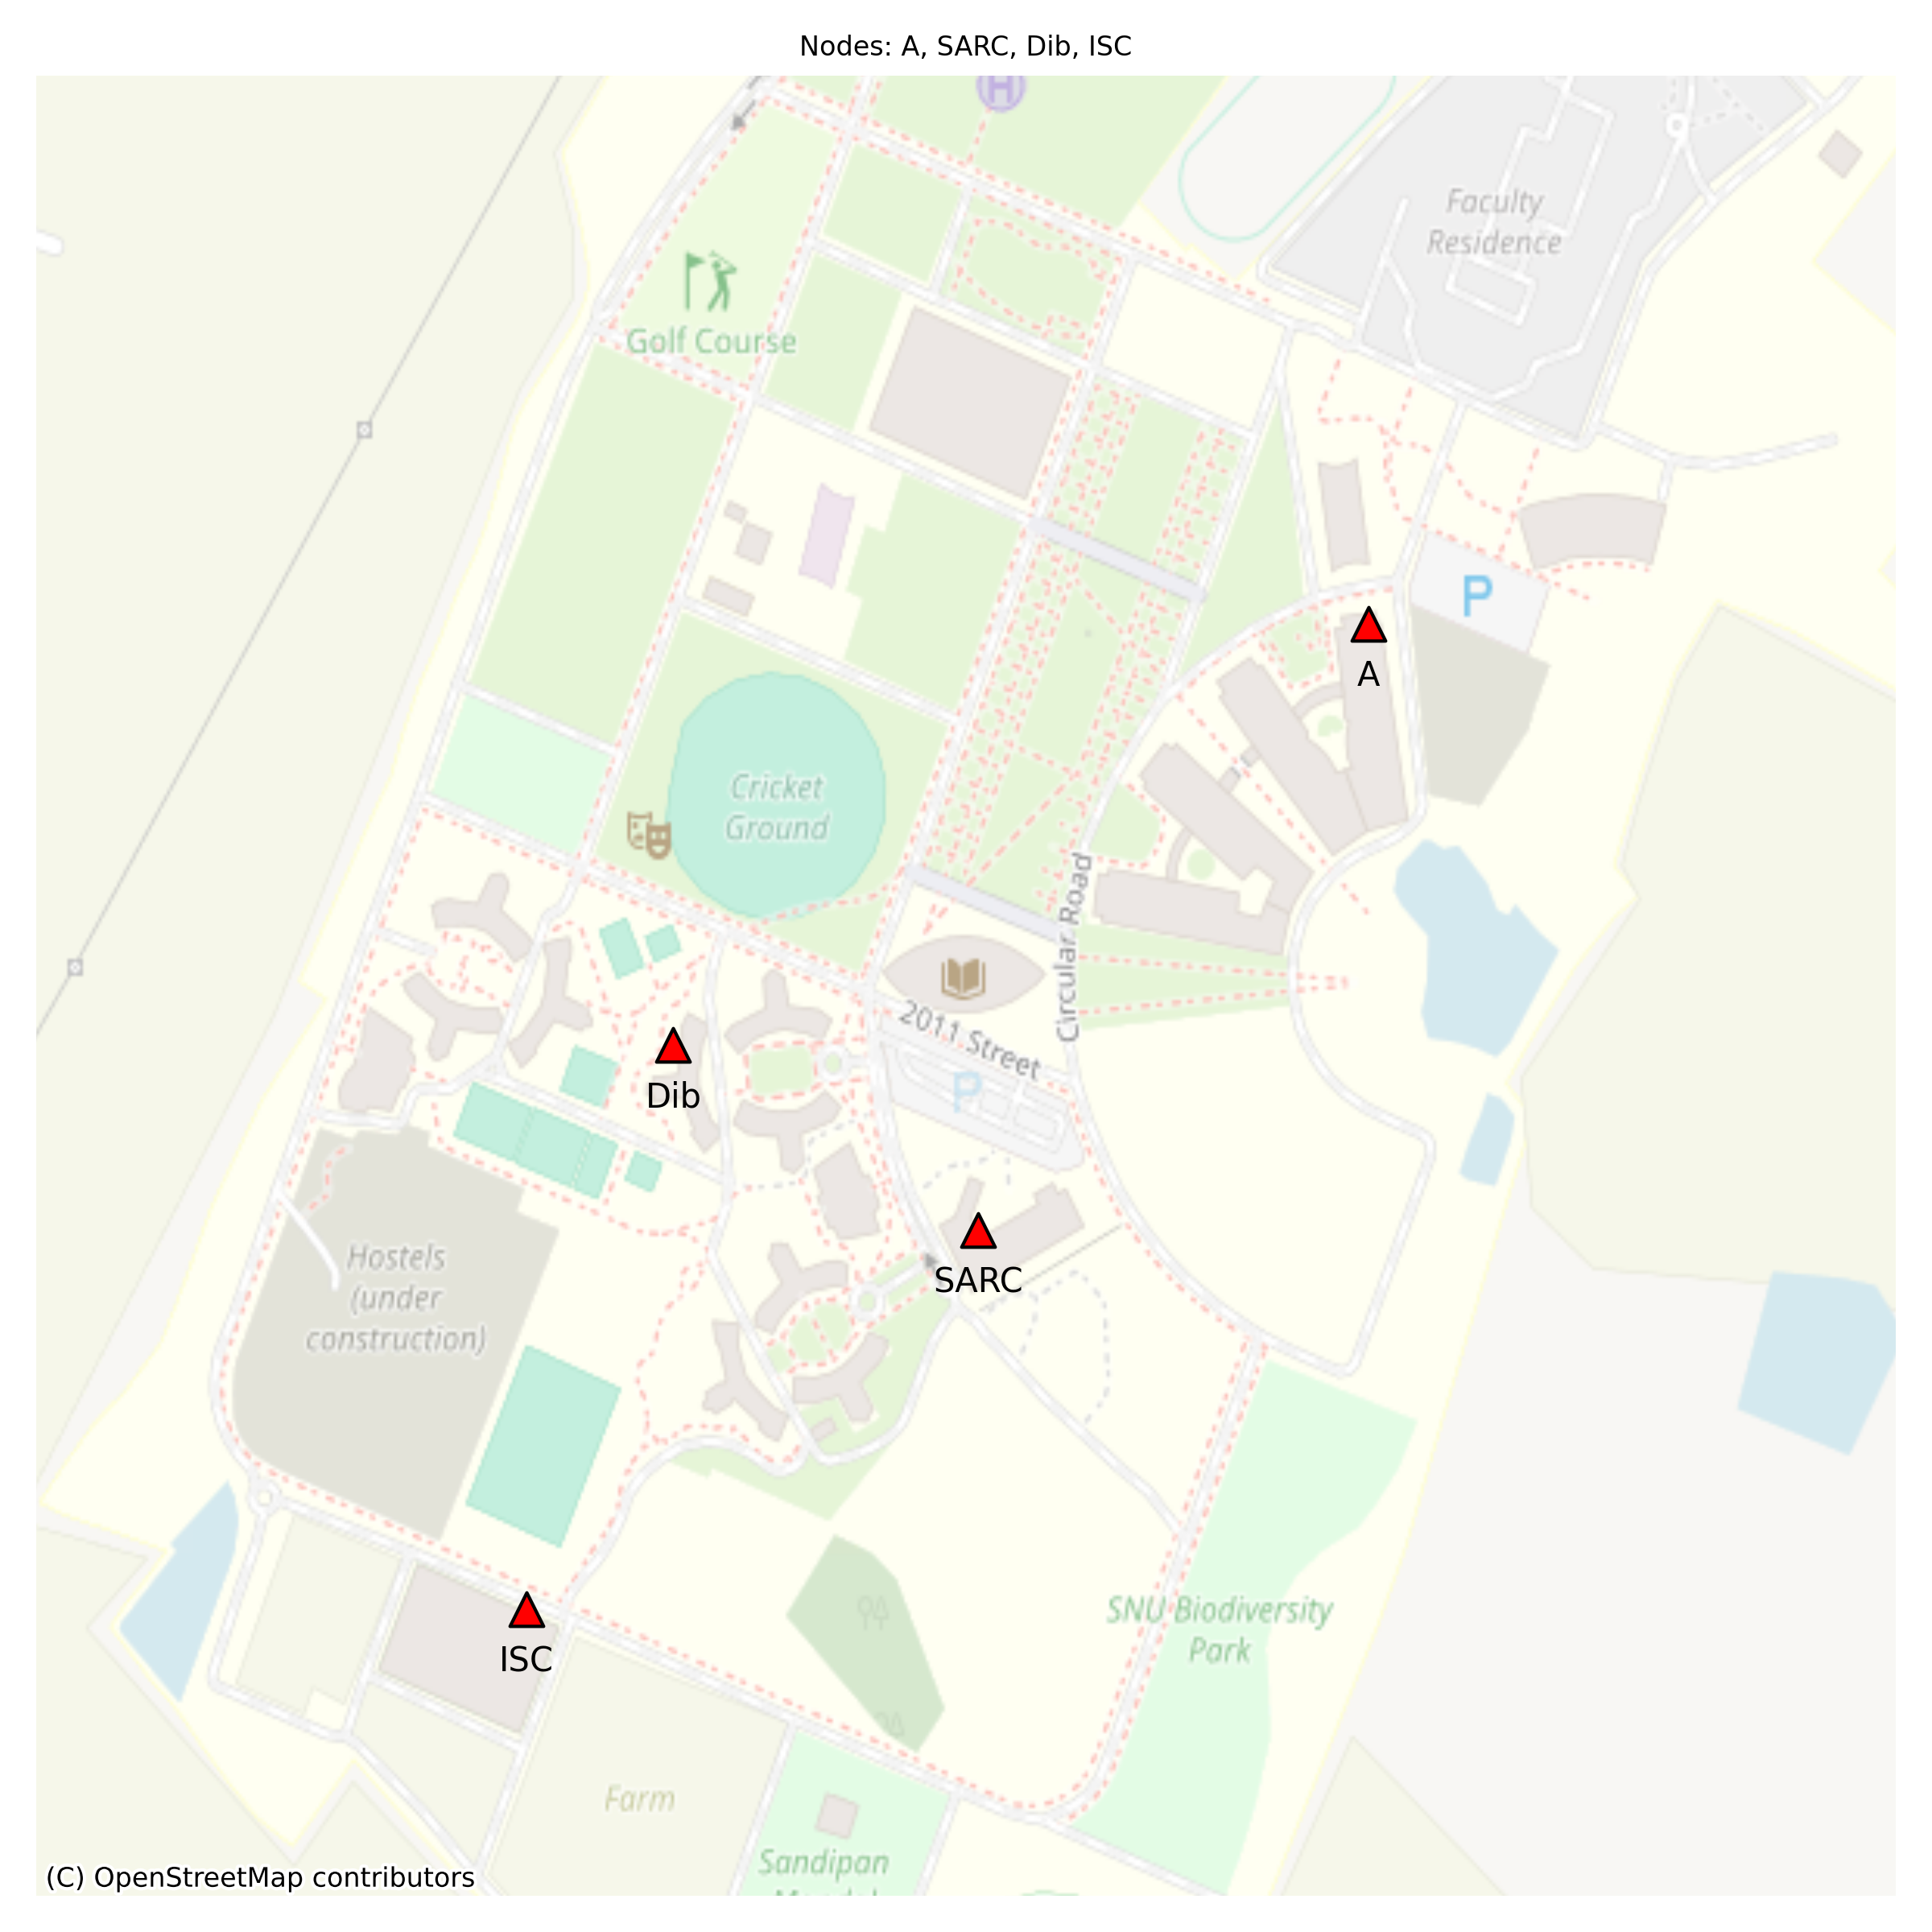 Nodes: A, SARC, Dib, ISC
H
Faculty
Residence
Golf Course
P
A
Cricket
Ground
Circular Road
2011 Street
P
Dib
SARC
Hostels
(under
construction)
SNU Biodiversity
Park
ISC
Farm
Sandipan
(C) OpenStreetMap contributors